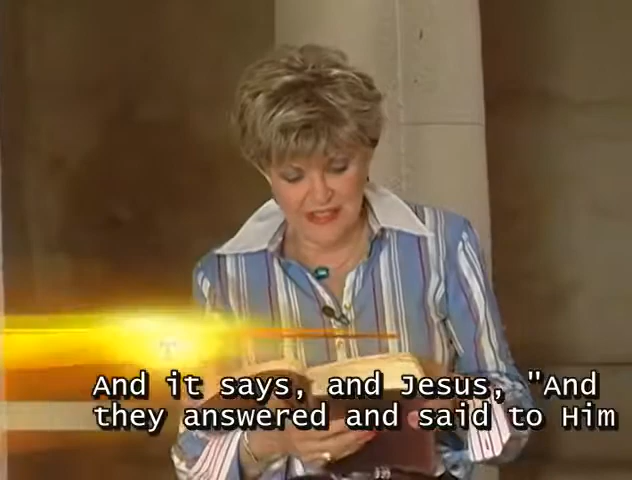 And it says, and Jesus, "And
they answered and said to Him